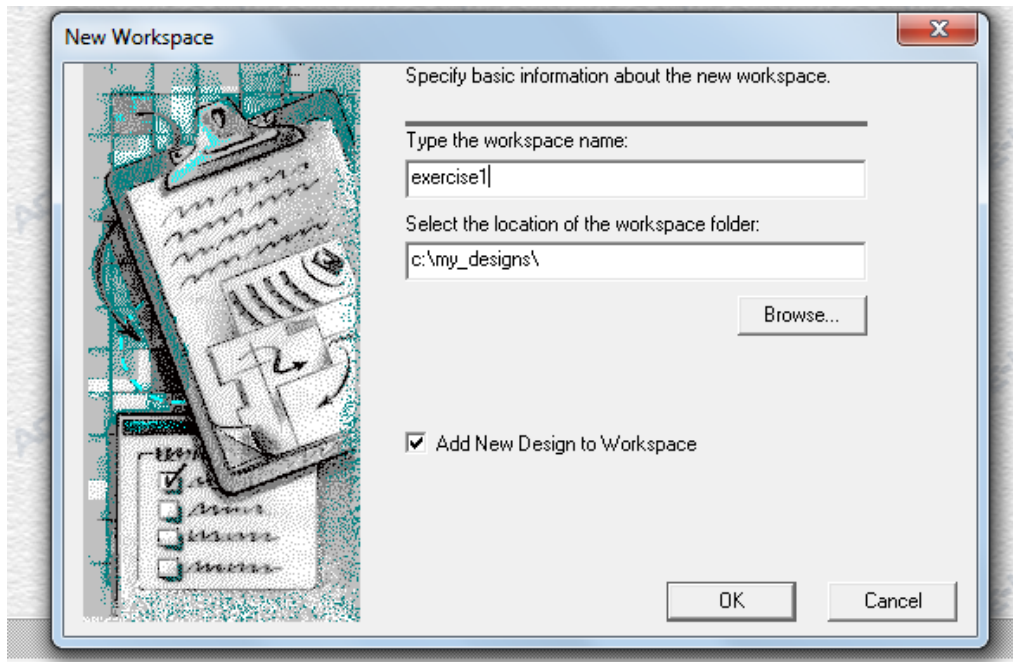 New Workspace
Specify basic information about the new workspace.
Type the workspace name:
exercise1
Select the location of the workspace folder:
c:\my_designs\
Browse...
Add New Design to Workspace
OK
Cancel